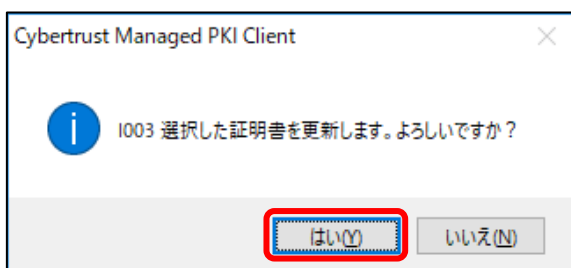 Cybertrust Managed PKI Client
I003 選択した証明書を更新します。よろしいですか？
はい(Y)
いいえ(N)